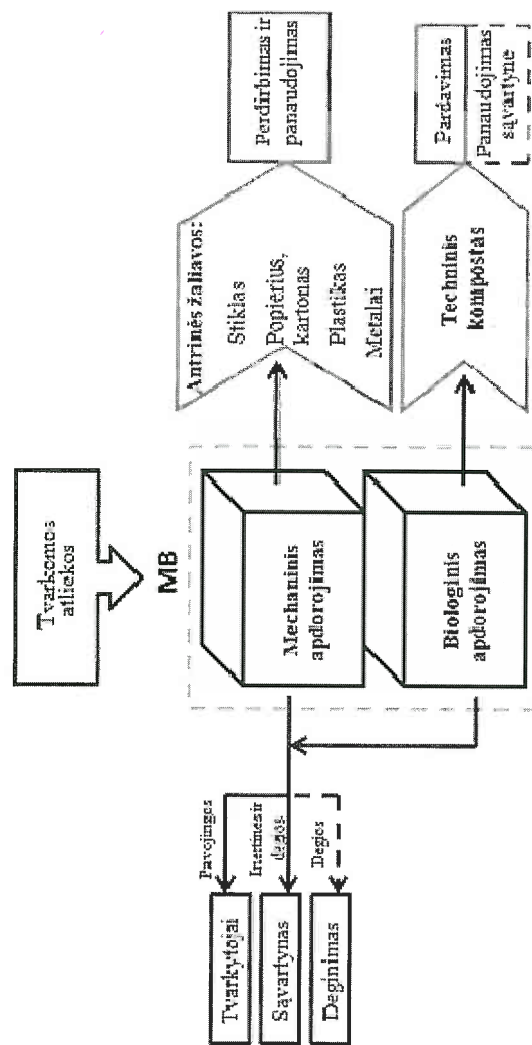 Tvarkomos
atliekos
MB
Mechaninis
apdorojimas
Biologinis
apdorojimas
Antrinės žaliavos:
Stiklas
Popierius,
kartonas
Plastikas
Metalai
Perdirbimas ir
panaudojimas
Techninis
kompostas
Pardavimas
Panaudojimas
sąvartyne
Pavojingos
Inertinės ir
degios
Degios
Tvarkytojai
Sąvartynas
Deginimas